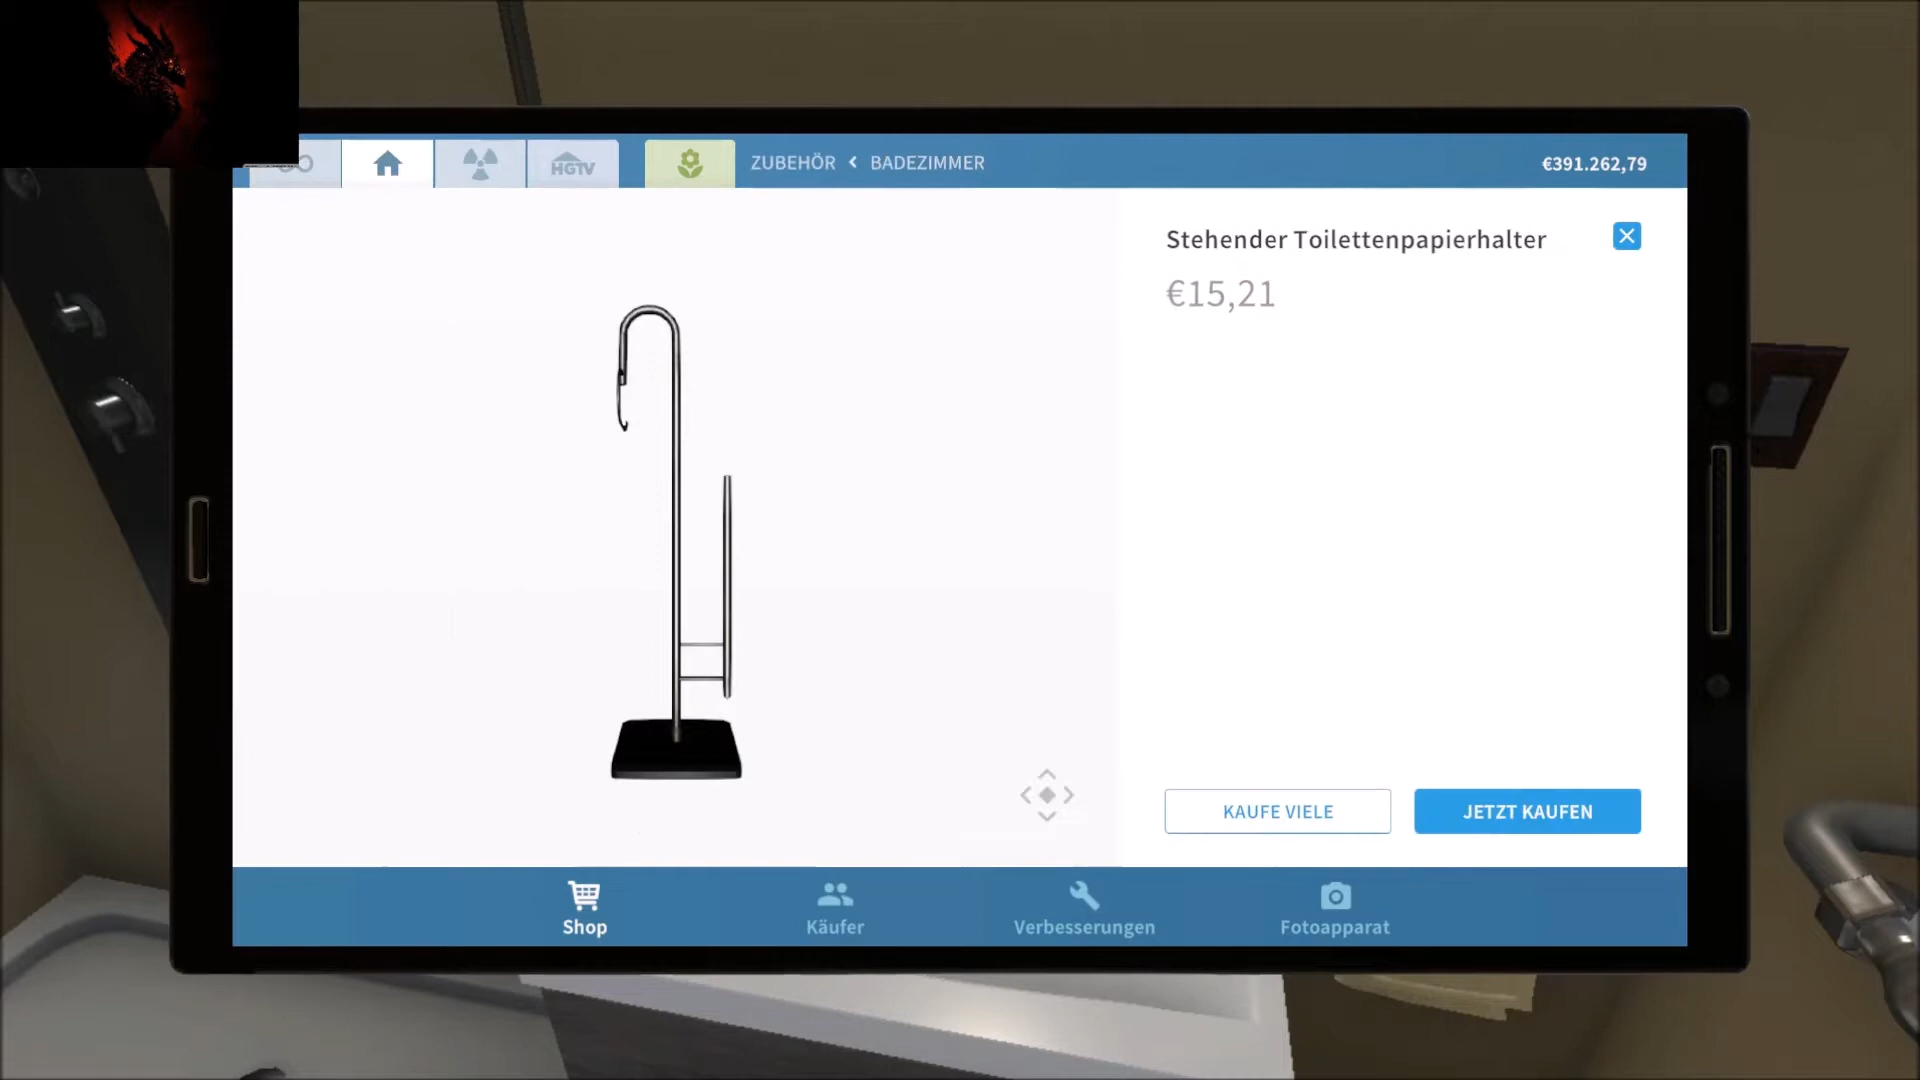 HGTV
ZUBEHÖR < BADEZIMMER
€391.262,79
Stehender Toilettenpapierhalter
€15,21
KAUFE VIELE
JETZT KAUFEN
Shop
Käufer
Verbesserungen
Fotoapparat